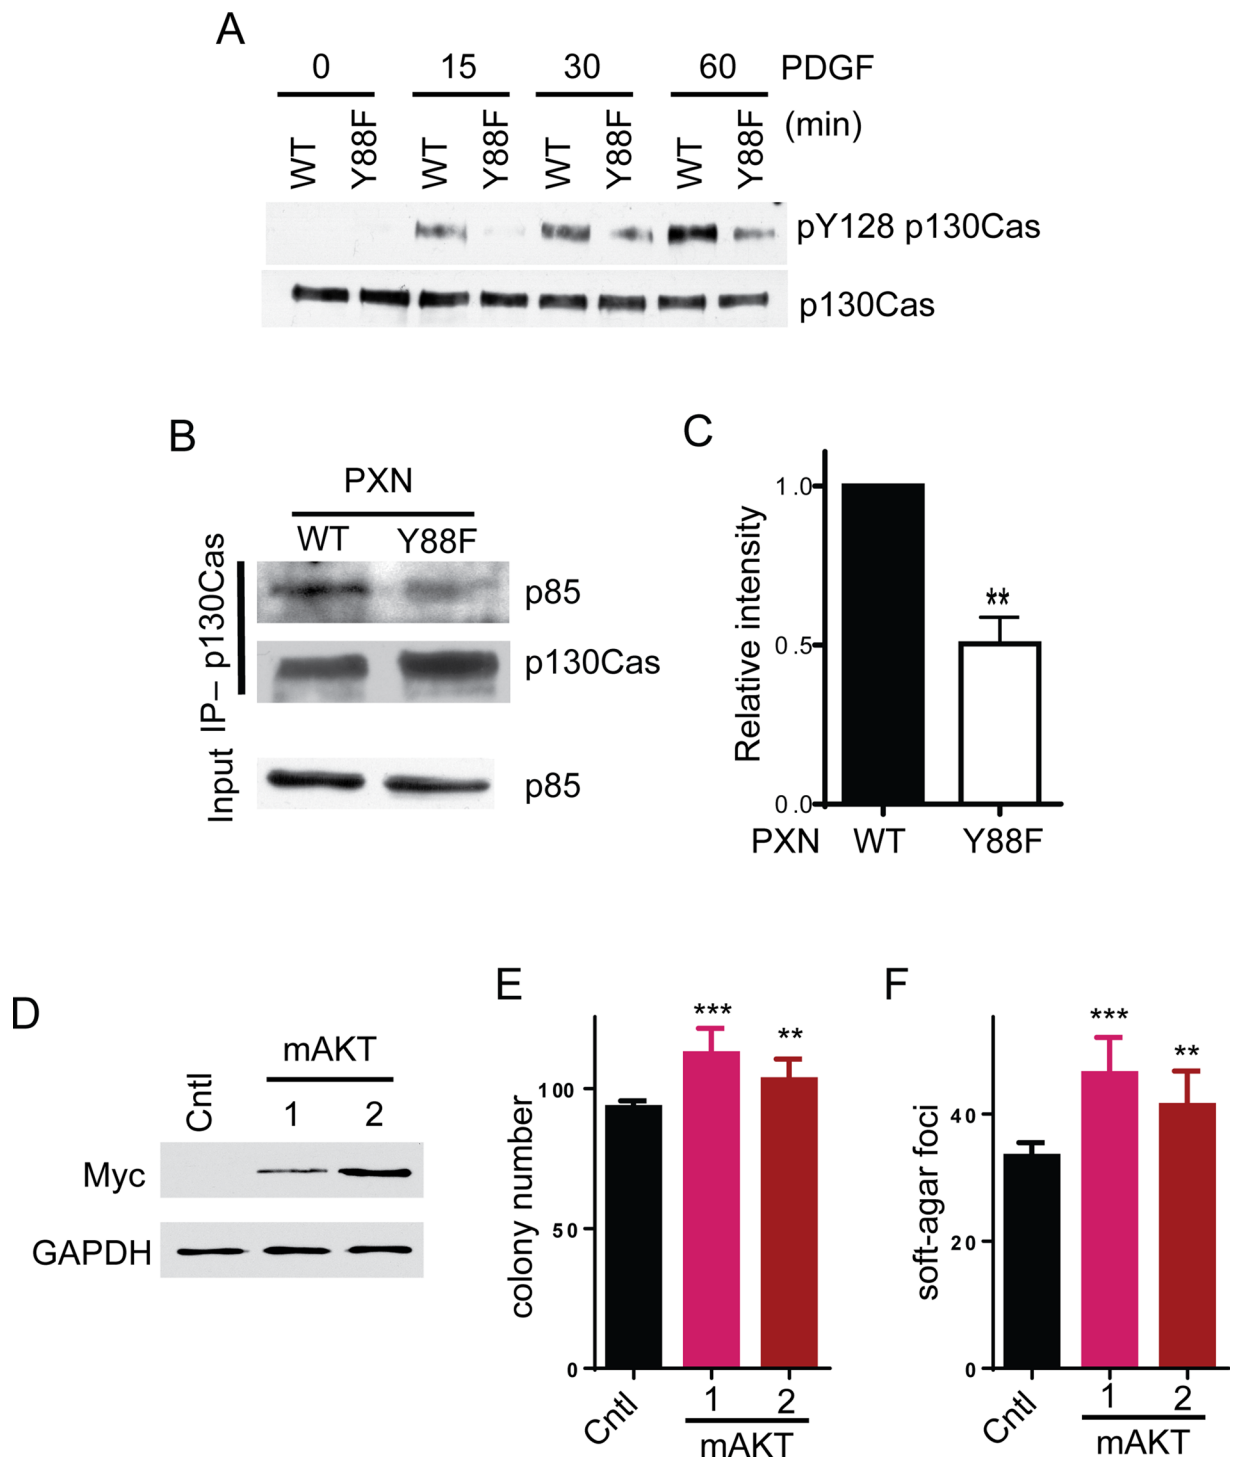 A
0 15 30 60 PDGF
WT Y88F WT Y88F WT Y88F WT Y88F (min)
pY128 p130Cas
p130Cas
B
PXN
WT Y88F
IP– p130Cas
p85
p130Cas
Input
p85
C
Relative intensity
1.0
0.5
0.0
**
PXN WT Y88F
D
mAKT
Cntl 1 2
Myc
GAPDH
E
colony number
100
50
0
*** **
Cntl 1 2
mAKT
F
soft-agar foci
40
20
0
*** **
Cntl 1 2
mAKT